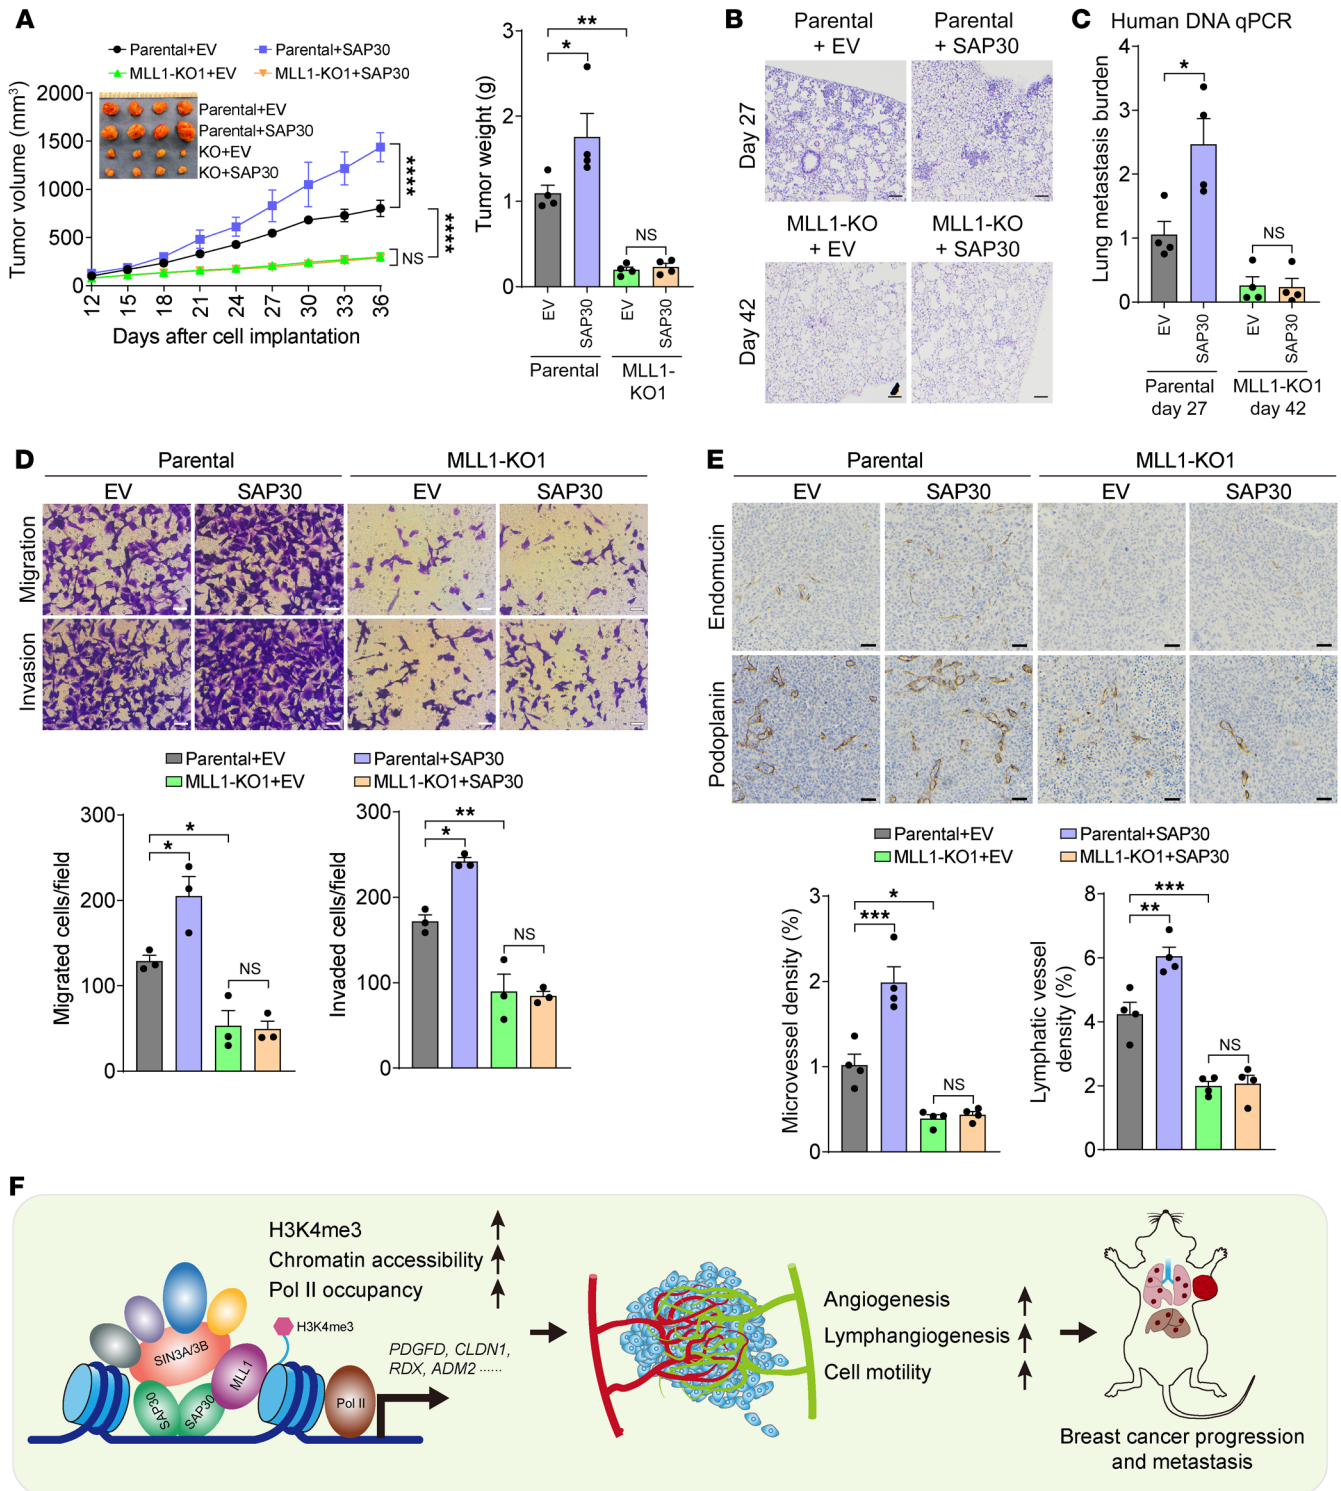 A
Parental+EV
Parental+SAP30
MLL1-KO1+EV
MLL1-KO1+SAP30
Tumor volume (mm3)
2000
1500
1000
500
0
Parental+EV
Parental+SAP30
KO+EV
KO+SAP30
****
****
NS
12 15 18 21 24 27 30 33 36
Days after cell implantation
Tumor weight (g)
3
2
1
0
**
*
NS
EV SAP30 EV SAP30
Parental MLL1-
KO1
B
Parental Parental
+ EV + SAP30
Day 27
MLL1-KO MLL1-KO
+ EV + SAP30
Day 42
C
Human DNA qPCR
Lung metastasis burden
4
3
2
1
0
*
NS
EV SAP30 EV SAP30
Parental MLL1-KO1
day 27 day 42
D
Parental MLL1-KO1
EV SAP30 EV SAP30
Migration
Invasion
Parental+EV Parental+SAP30
MLL1-KO1+EV MLL1-KO1+SAP30
Migrated cells/field
300
200
100
0
*
*
NS
Invaded cells/field
300
200
100
0
**
*
NS
E
Parental MLL1-KO1
EV SAP30 EV SAP30
Endomucin
Podoplanin
Parental+EV Parental+SAP30
MLL1-KO1+EV MLL1-KO1+SAP30
Microvessel density (%)
3
2
1
0
*
***
NS
Lymphatic vessel
density (%)
8
6
4
2
0
***
**
NS
F
H3K4me3
Chromatin accessibility
Pol II occupancy
H3K4me3
SIN3A/3B
MLL1
SAP30
SAP30
Pol II
PDGFD, CLDN1,
RDX, ADM2 ......
Angiogenesis
Lymphangiogenesis
Cell motility
Breast cancer progression
and metastasis